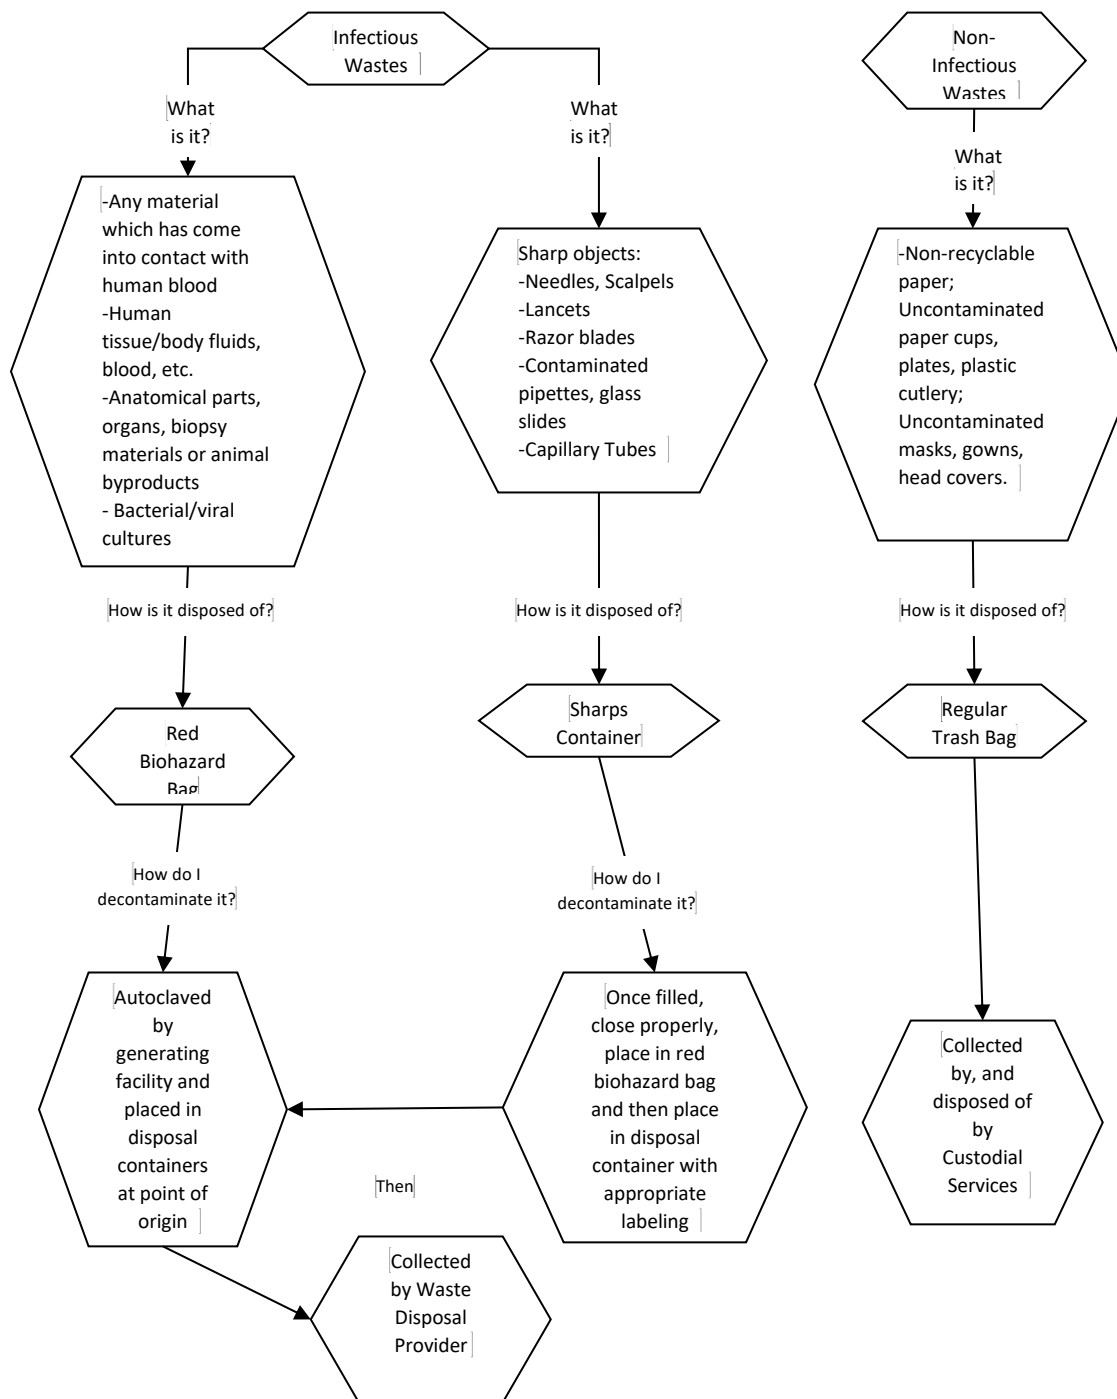 Infectious
Wastes
Non-
Infectious
Wastes
What
is it?
What
is it?
What
is it?
-Any material
which has come
into contact with
human blood
-Human
tissue/body fluids,
blood, etc.
-Anatomical parts,
organs, biopsy
materials or animal
byproducts
- Bacterial/viral
cultures
Sharp objects:
-Needles, Scalpels
-Lancets
-Razor blades
-Contaminated
pipettes, glass
slides
-Capillary Tubes
-Non-recyclable
paper;
Uncontaminated
paper cups,
plates, plastic
cutlery;
Uncontaminated
masks, gowns,
head covers.
How is it disposed of?
How is it disposed of?
How is it disposed of?
Red
Biohazard
Bag
Sharps
Container
Regular
Trash Bag
How do I
decontaminate it?
How do I
decontaminate it?
Autoclaved
by
generating
facility and
placed in
disposal
containers
at point of
origin
Once filled,
close properly,
place in red
biohazard bag
and then place
in disposal
container with
appropriate
labeling
Collected
by, and
disposed of
by
Custodial
Services
Then
Collected
by Waste
Disposal
Provider